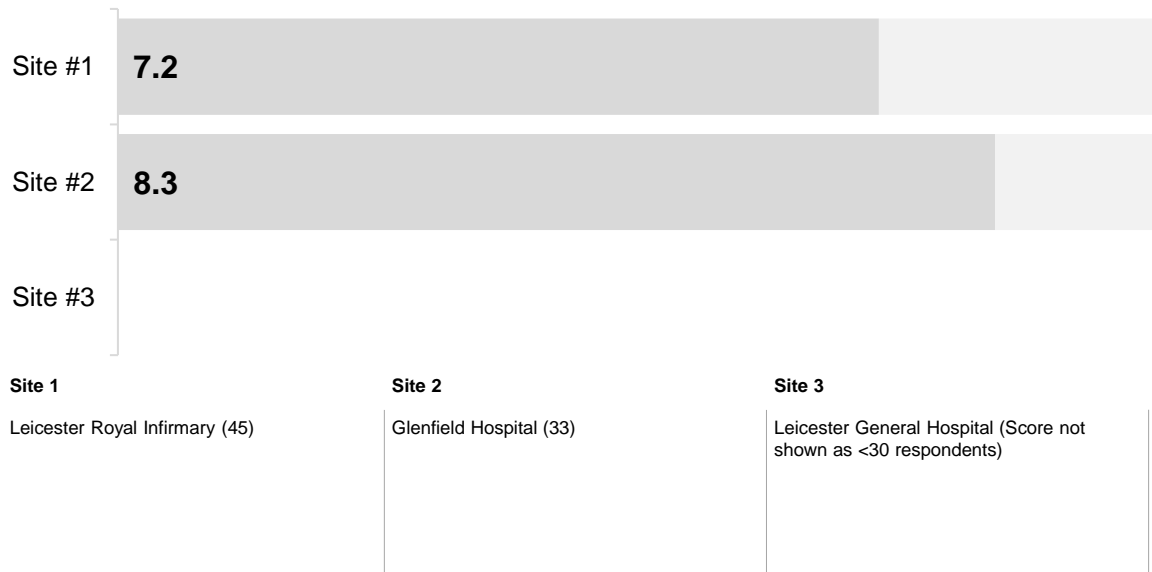 Site #1
7.2
Site #2
8.3
Site #3
Site 1
Leicester Royal Infirmary (45)
Site 2
Glenfield Hospital (33)
Site 3
Leicester General Hospital (Score not
shown as <30 respondents)